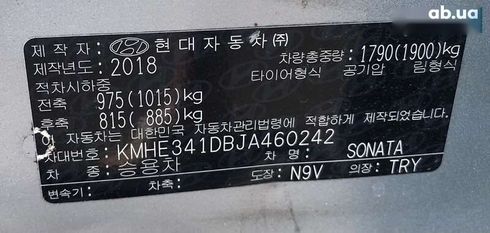 ab.ua
제 작 자 : 현대자동차㈜
제작년도: 2018 차량총중량: 1790(1900)kg
적차시하중 타이어형식 공기압 림형식
전축 975(1015)kg
후축 815( 885)kg
이 자동차는 대한민국 자동차관리법령에 적합하게 제작되었습니다.
차대번호: KMHE341DBJA460242
차 종: 승용차 차 명: SONATA
변속기: 차축: 도장: N9V 의장: TRY